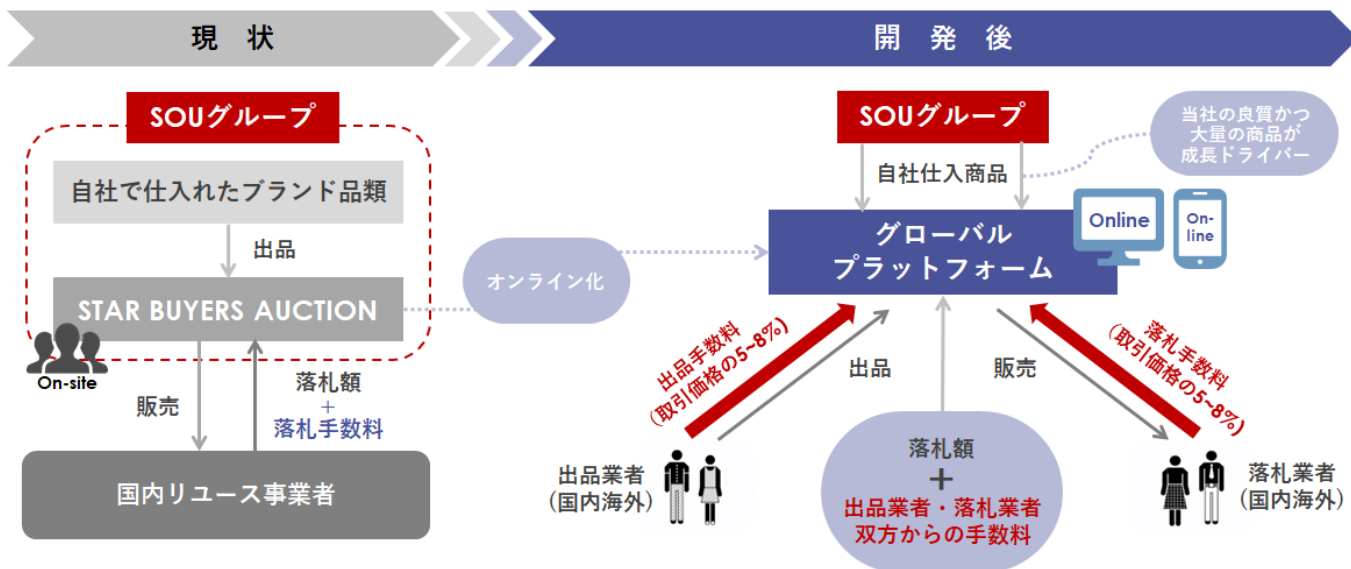 現 状
開 発 後
SOUグループ
自社で仕入れたブランド品類
出品
STAR BUYERS AUCTION
On-site
販売
落札額
+
落札手数料
国内リユース事業者
オンライン化
SOUグループ
自社仕入商品
当社の良質かつ
大量の商品が
成長ドライバー
グローバル
プラットフォーム
Online
On-
line
出品手数料
(取引価格の5~8%)
出品
販売
落札手数料
(取引価格の5~8%)
出品業者
(国内海外)
落札額
+
出品業者・落札業者
双方からの手数料
落札業者
(国内海外)